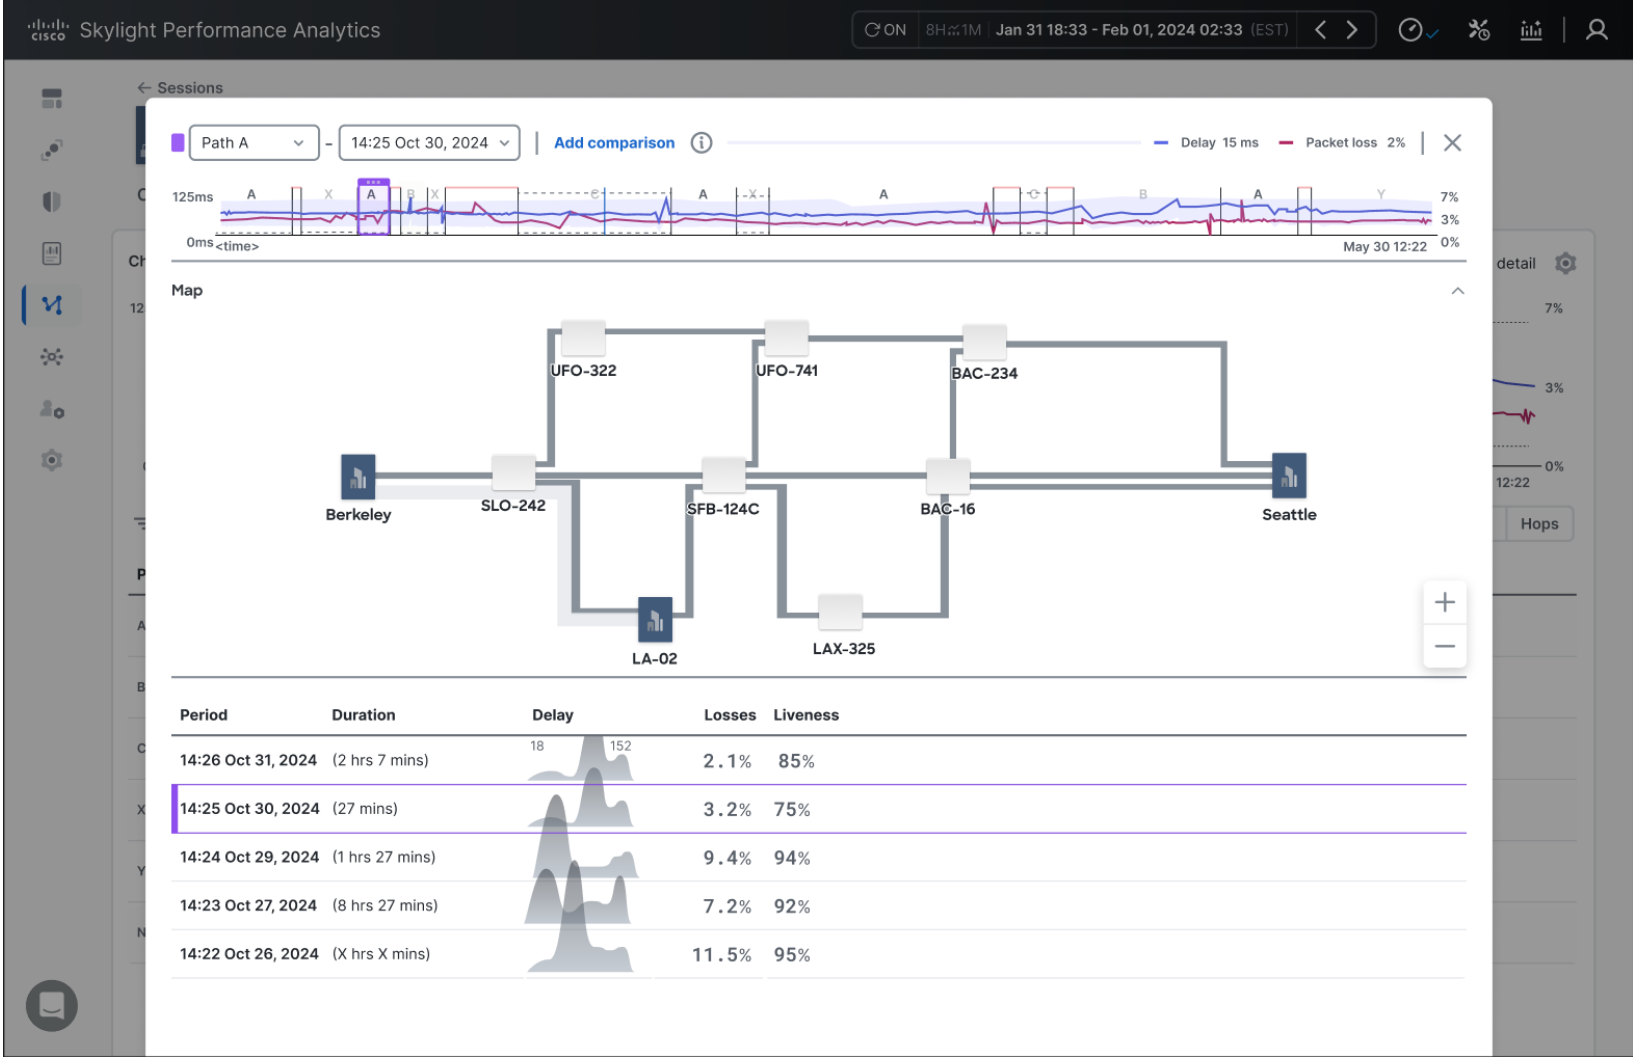 CISCO Skylight Performance Analytics
ON 8H 1M Jan 31 18:33 - Feb 01, 2024 02:33 (EST)
← Sessions
Path A - 14:25 Oct 30, 2024 Add comparison Delay 15 ms Packet loss 2%
125ms A X A B X C A X A C B A Y 7%
3%
0ms <time> May 30 12:22 0%
Ch detail
Map
12 7%
UFO-322 UFO-741 BAC-234
3%
0%
12:22
SLO-242 SFB-124C BAC-16
Berkeley Seattle
Hops
P
A
LAX-325
LA-02
B
Period Duration Delay Losses Liveness
18 152
C
14:26 Oct 31, 2024 (2 hrs 7 mins) 2.1% 85%
X
14:25 Oct 30, 2024 (27 mins) 3.2% 75%
14:24 Oct 29, 2024 (1 hrs 27 mins) 9.4% 94%
Y
14:23 Oct 27, 2024 (8 hrs 27 mins) 7.2% 92%
N
14:22 Oct 26, 2024 (X hrs X mins) 11.5% 95%